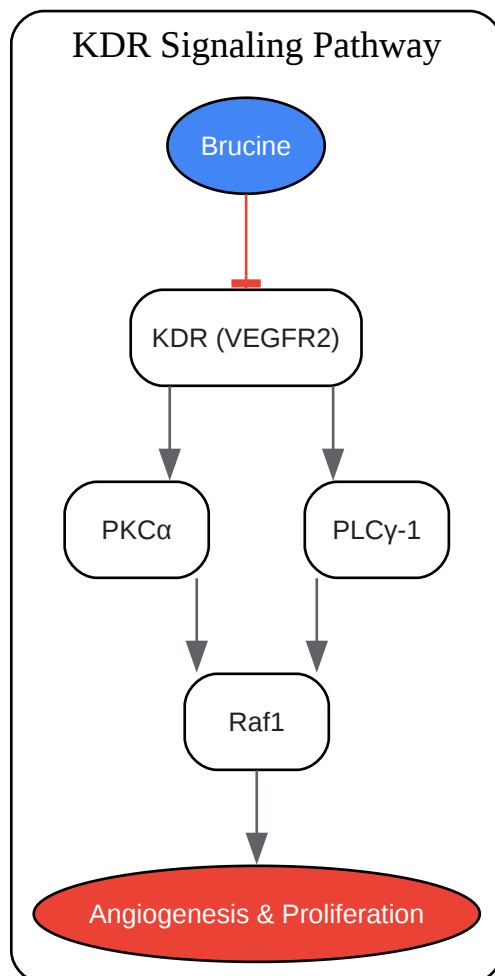 KDR Signaling Pathway
Brucine
KDR (VEGFR2)
PKCα
PLCγ-1
Raf1
Angiogenesis & Proliferation